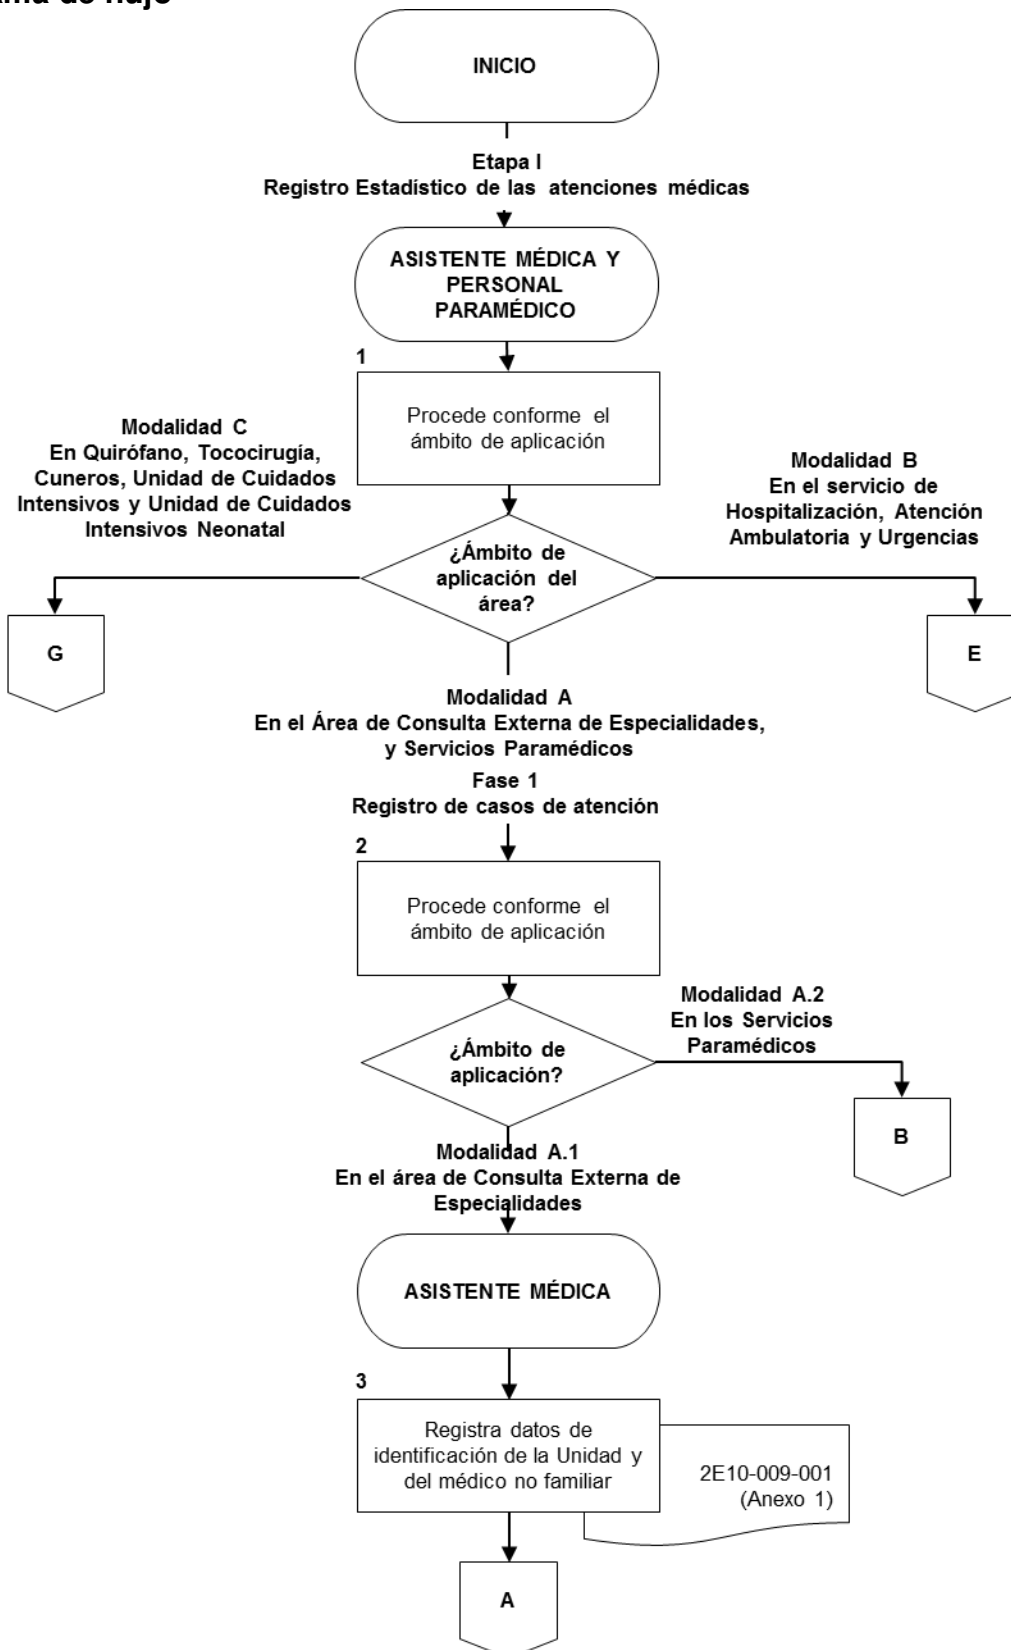 INICIO
Etapa I
Registro Estadístico de las atenciones médicas
ASISTENTE MÉDICA Y
PERSONAL
PARAMÉDICO
1
Procede conforme el
ámbito de aplicación
Modalidad C
En Quirófano, Tococirugía,
Cuneros, Unidad de Cuidados
Intensivos y Unidad de Cuidados
Intensivos Neonatal
Modalidad B
En el servicio de
Hospitalización, Atención
Ambulatoria y Urgencias
¿Ámbito de
aplicación del
área?
G
E
Modalidad A
En el Área de Consulta Externa de Especialidades,
y Servicios Paramédicos
Fase 1
Registro de casos de atención
2
Procede conforme el
ámbito de aplicación
Modalidad A.2
En los Servicios
Paramédicos
¿Ámbito de
aplicación?
B
Modalidad A.1
En el área de Consulta Externa de
Especialidades
ASISTENTE MÉDICA
3
Registra datos de
identificación de la Unidad y
del médico no familiar
2E10-009-001
(Anexo 1)
A